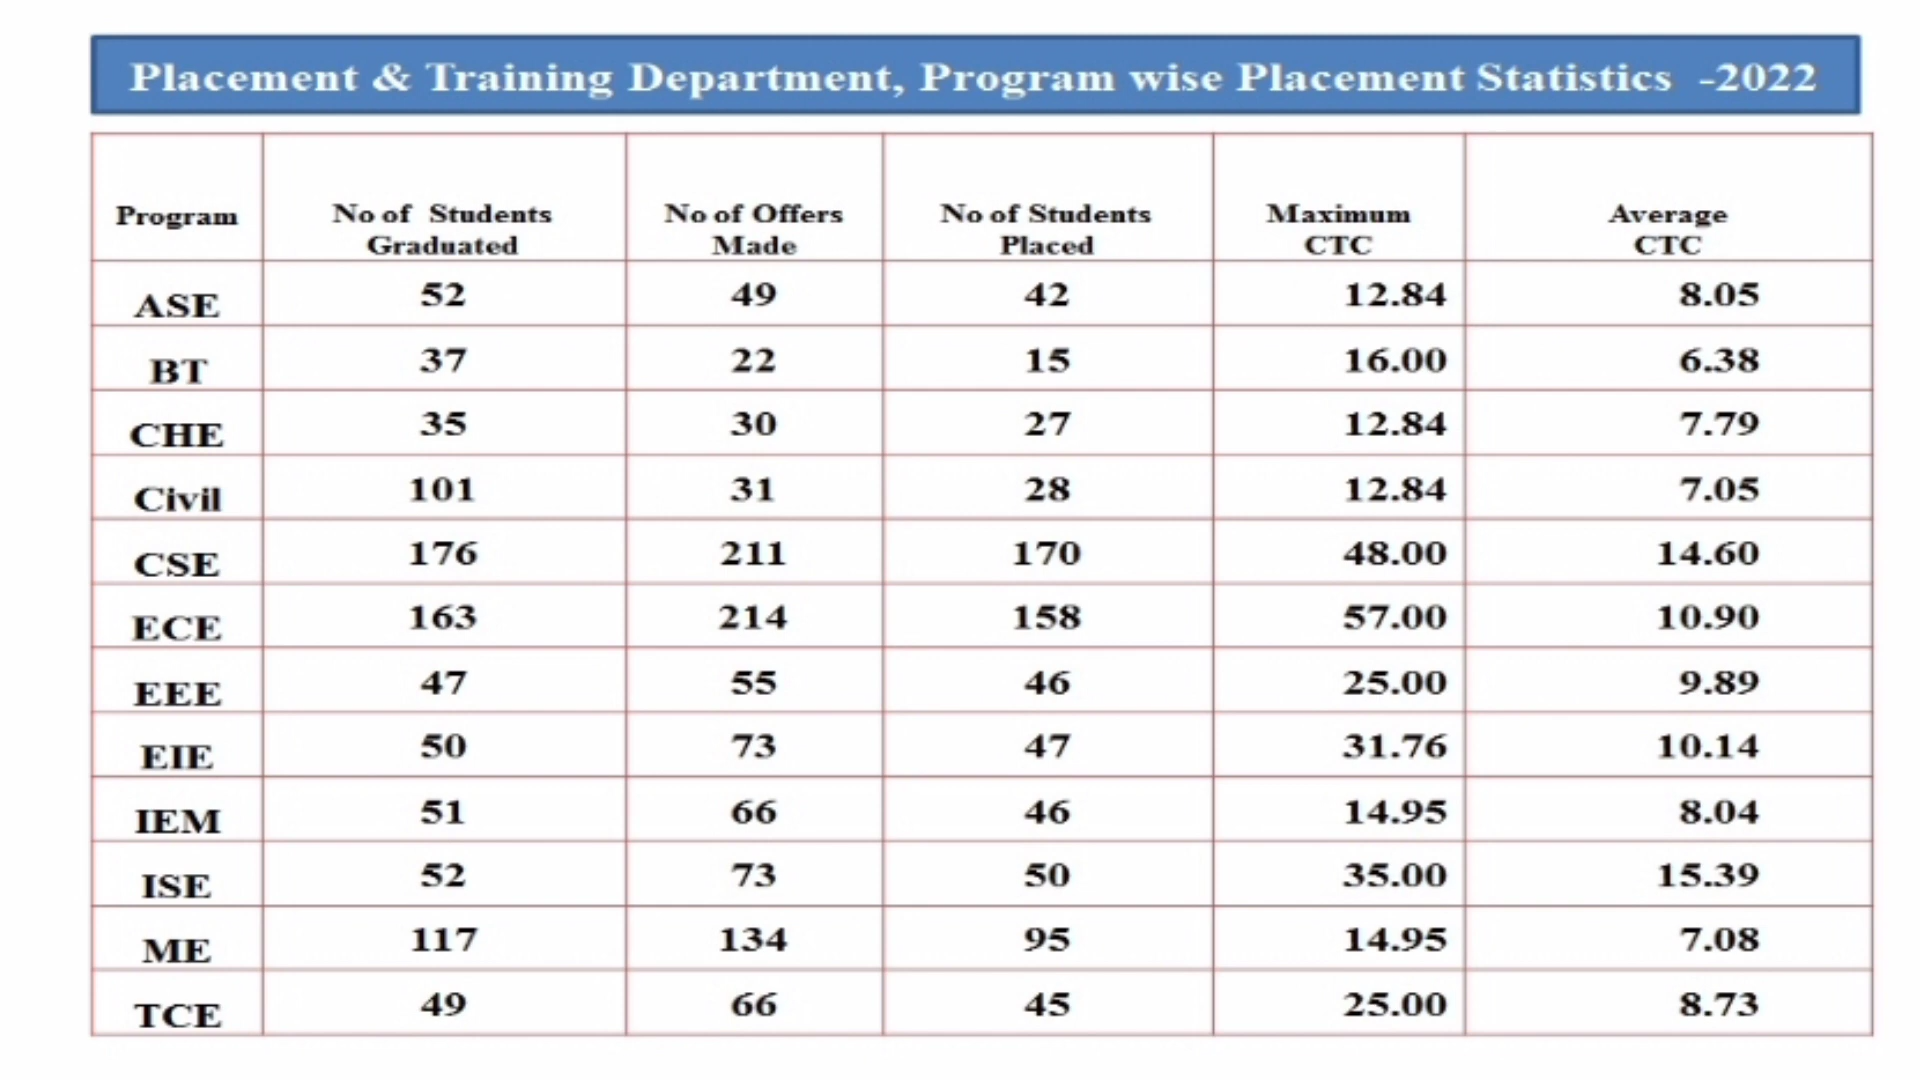 Placement & Training Department, Program wise Placement Statistics -2022
Program No of Students Graduated No of Offers Made No of Students Placed Maximum CTC Average CTC
ASE 52 49 42 12.84 8.05
BT 37 22 15 16.00 6.38
CHE 35 30 27 12.84 7.79
Civil 101 31 28 12.84 7.05
CSE 176 211 170 48.00 14.60
ECE 163 214 158 57.00 10.90
EEE 47 55 46 25.00 9.89
EIE 50 73 47 31.76 10.14
IEM 51 66 46 14.95 8.04
ISE 52 73 50 35.00 15.39
ME 117 134 95 14.95 7.08
TCE 49 66 45 25.00 8.73